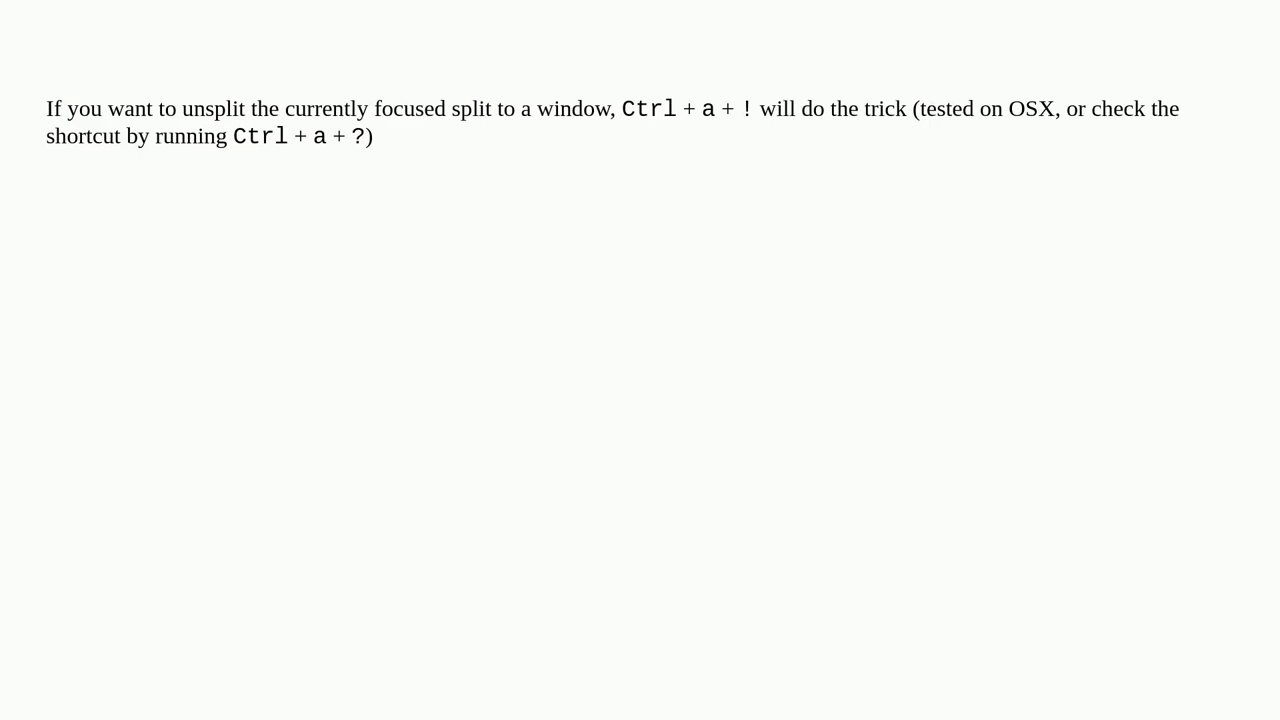 If you want to unsplit the currently focused split to a window, Ctrl + a + ! will do the trick (tested on OSX, or check the
shortcut by running Ctrl + a + ?)